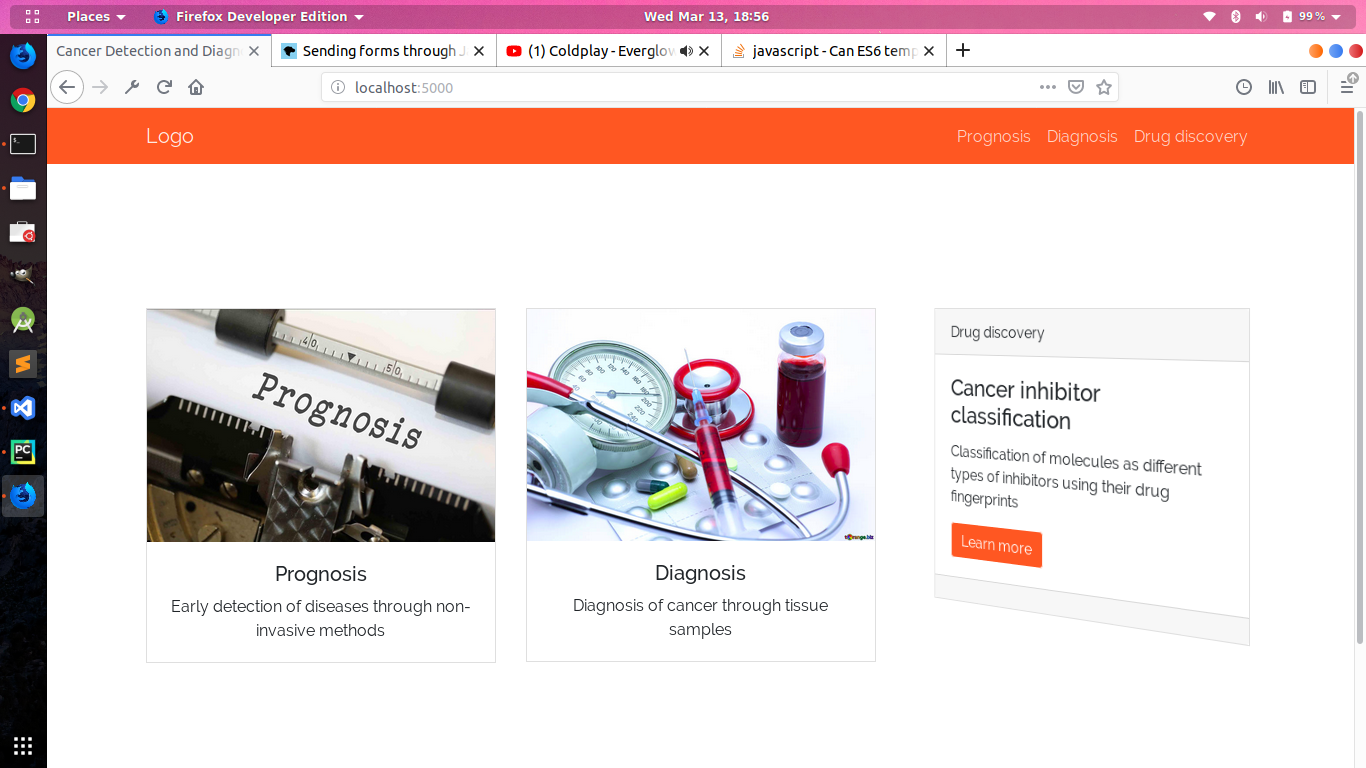 Places Firefox Developer Edition Wed Mar 13, 18:56 99 %
Cancer Detection and Diagn Sending forms through J (1) Coldplay - Everglow javascript - Can ES6 temp
localhost:5000
Logo Prognosis Diagnosis Drug discovery
40 50
Prognosis
Prognosis
Early detection of diseases through non-
invasive methods
Diagnosis
Diagnosis of cancer through tissue
samples
Drug discovery
Cancer inhibitor
classification
Classification of molecules as different
types of inhibitors using their drug
fingerprints
Learn more
PC